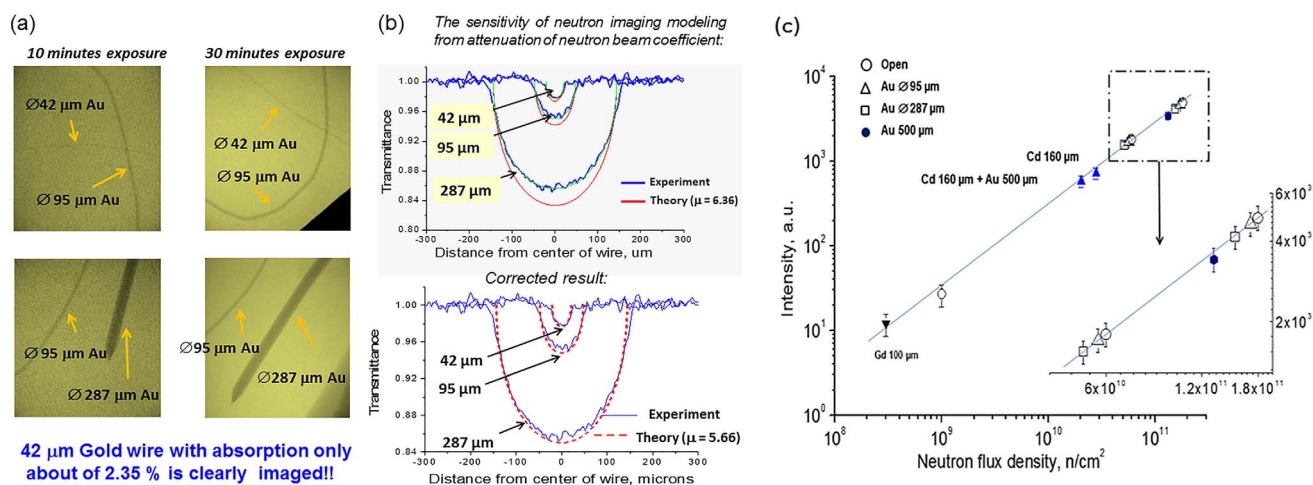 (a)
10 minutes exposure
30 minutes exposure
Ø42 µm Au
Ø 95 µm Au
Ø 42 µm Au
Ø 95 µm Au
Ø 95 µm Au
Ø 287 µm Au
Ø95 µm Au
Ø287 µm Au
42 µm Gold wire with absorption only
about of 2.35 % is clearly imaged!!
(b)
The sensitivity of neutron imaging modeling
from attenuation of neutron beam coefficient:
Transmittance
1.00
0.96
0.92
0.88
0.84
0.80
42 µm
95 µm
287 µm
Experiment
Theory (µ = 6.36)
-300 -200 -100 0 100 200 300
Distance from center of wire, um
Corrected result:
Transmittance
1.00
0.96
0.92
0.88
0.84
42 µm
95 µm
287 µm
Experiment
Theory (µ = 5.66)
-300 -200 -100 0 100 200 300
Distance from center of wire, microns
(c)
Intensity, a.u.
10⁴
10³
10²
10¹
10⁰
Open
Au Ø 95 µm
Au Ø 287 µm
Au 500 µm
Cd 160 µm
Cd 160 µm + Au 500 µm
Gd 100 µm
6x10³
4x10³
2x10³
6x10¹⁰ 1.2x10¹¹ 1.8x10¹¹
10⁸ 10⁹ 10¹⁰ 10¹¹
Neutron flux density, n/cm²